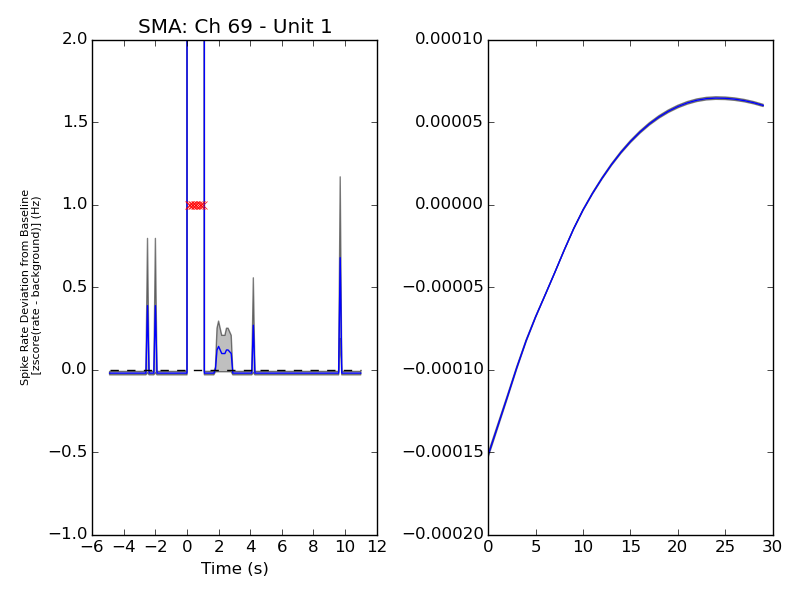 SMA: Ch 69 - Unit 1
2.0
1.5
1.0
0.5
0.0
−0.5
−1.0
−6 −4 −2 0 2 4 6 8 10 12
Time (s)
Spike Rate Deviation from Baseline
[zscore(rate - background)] (Hz)
0.00010
0.00005
0.00000
−0.00005
−0.00010
−0.00015
−0.00020
0 5 10 15 20 25 30